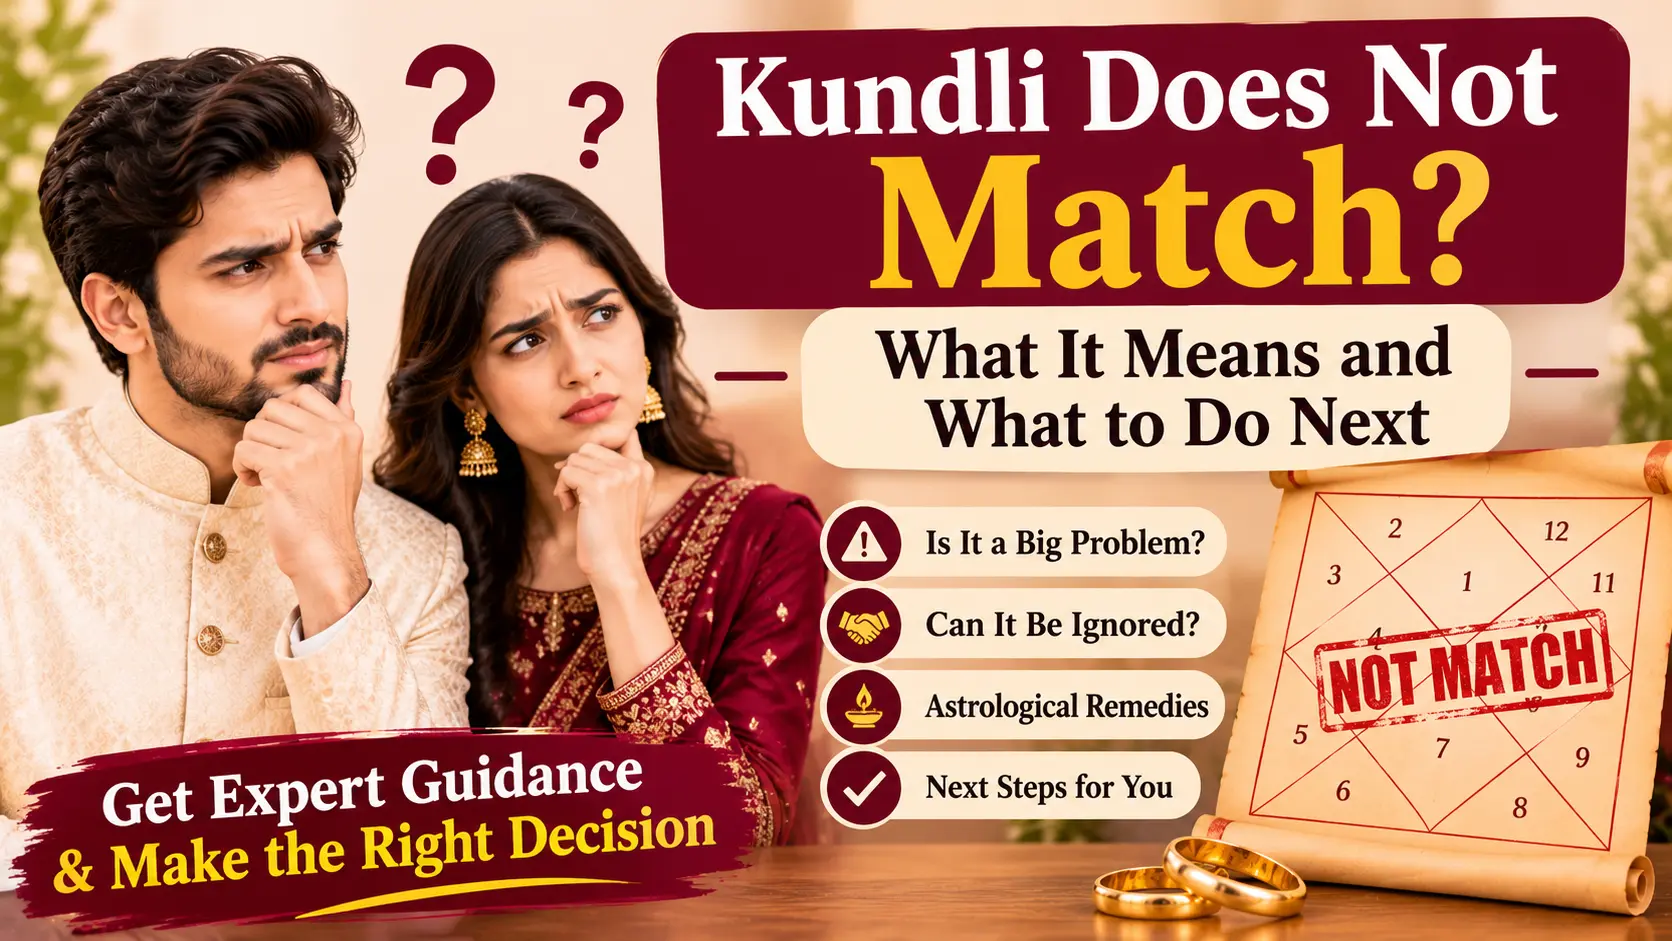 ? ?
Kundli Does Not
Match?
What It Means and
What to Do Next
Is It a Big Problem?
Can It Be Ignored?
Astrological Remedies
Next Steps for You
Get Expert Guidance
& Make the Right Decision
2
12
3
1
11
4
NOT MATCH
5
7
9
6
8